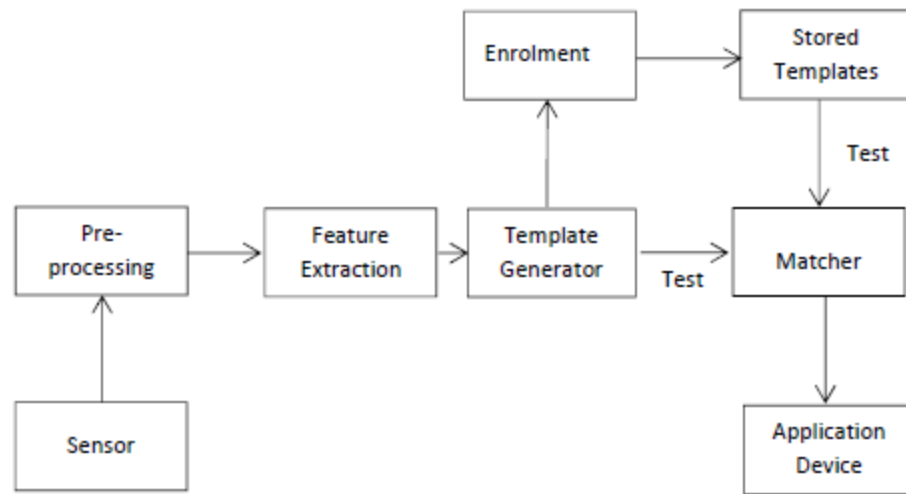 Enrolment
Stored
Templates
Test
Pre-
processing
Feature
Extraction
Template
Generator
Test
Matcher
Sensor
Application
Device